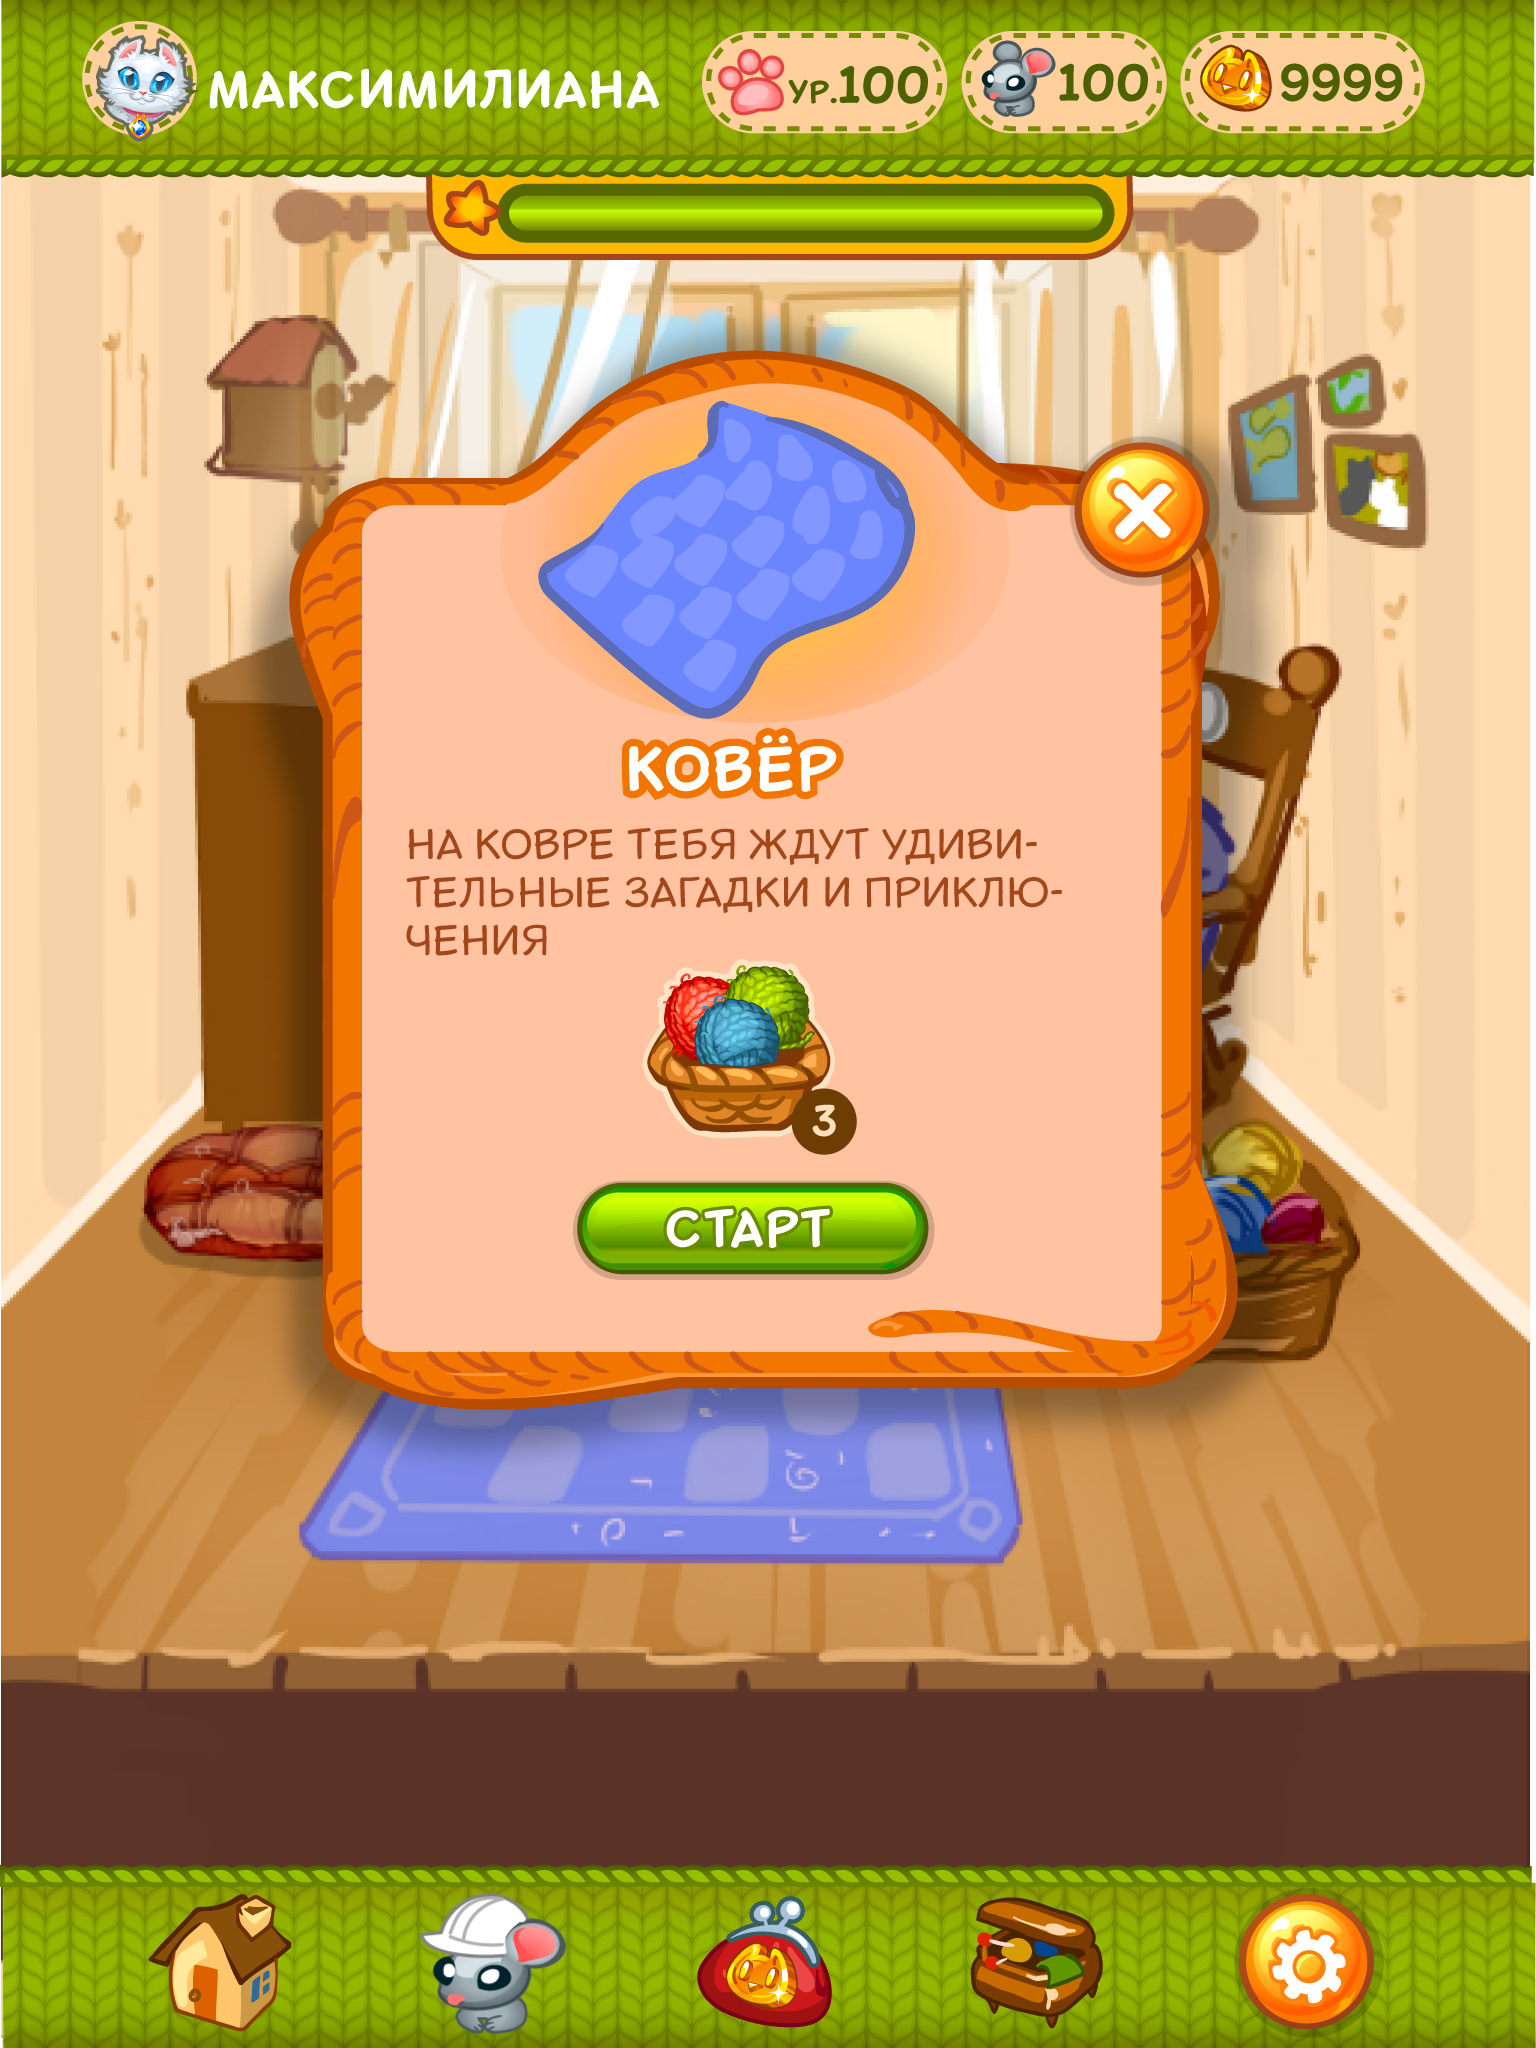 МАКСИМИЛИАНА
УР.100
100
9999
КОВЁР
НА КОВРЕ ТЕБЯ ЖДУТ УДИВИ-
ТЕЛЬНЫЕ ЗАГАДКИ И ПРИКЛЮ-
ЧЕНИЯ
3
СТАРТ